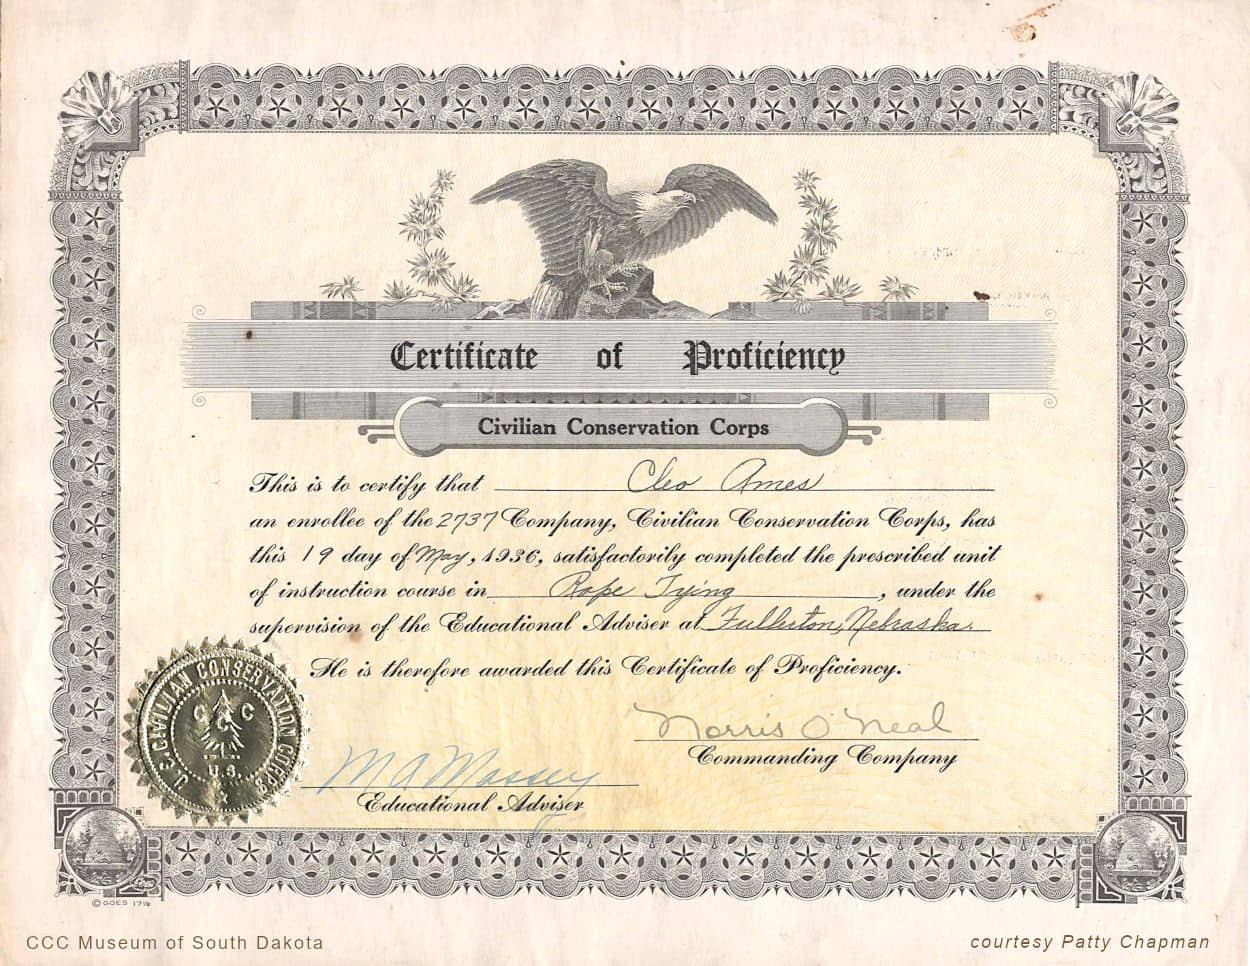 Certificate of Proficiency
Civilian Conservation Corps
This is to certify that Cleo Ames
an enrollee of the 2737 Company, Civilian Conservation Corps, has
this 19 day of May, 1936, satisfactorily completed the prescribed unit
of instruction course in Rope Tying, under the
supervision of the Educational Adviser at Fullerton, Nebraska.
He is therefore awarded this Certificate of Proficiency.
CIVILIAN CONSERVATION CORPS
C C C
U.S.
Norris O'Neal
Commanding Company
M A Massey
Educational Adviser
© GOES
CCC Museum of South Dakota
courtesy Patty Chapman